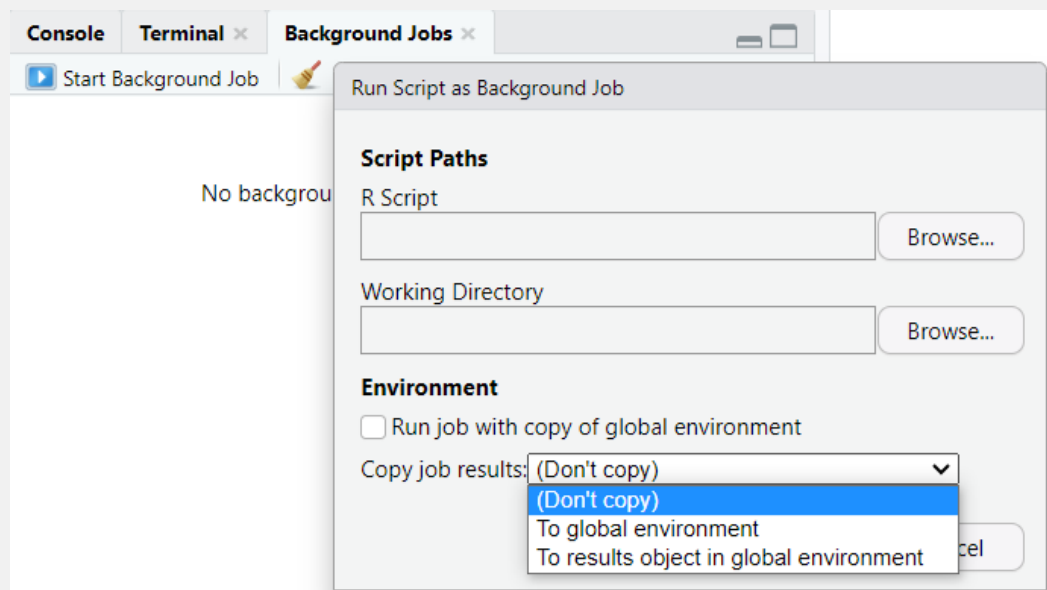 Console Terminal Background Jobs
Start Background Job
Run Script as Background Job
Script Paths
No backgrou
R Script
Browse...
Working Directory
Browse...
Environment
Run job with copy of global environment
Copy job results: (Don't copy)
(Don't copy)
To global environment
To results object in global environment
cel